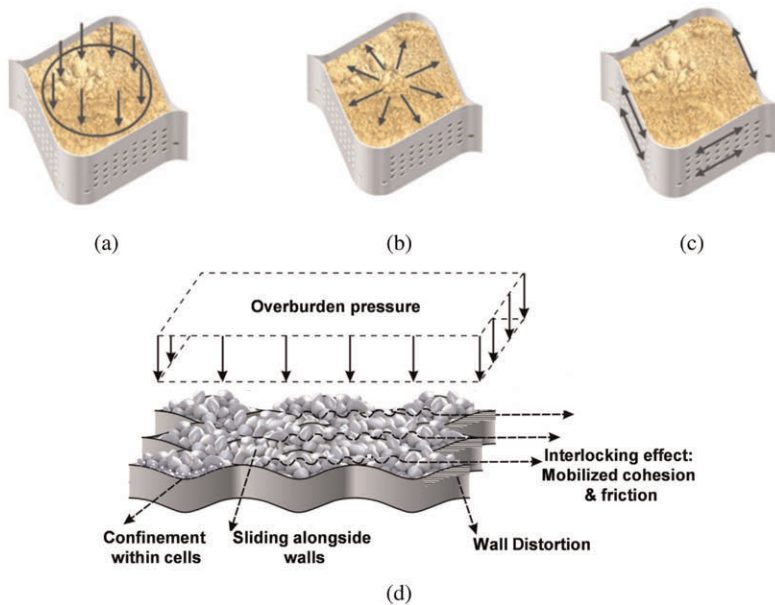 (a)
(b)
(c)
Overburden pressure
Interlocking effect:
Mobilized cohesion
& friction
Confinement
within cells
Sliding alongside
walls
Wall Distortion
(d)